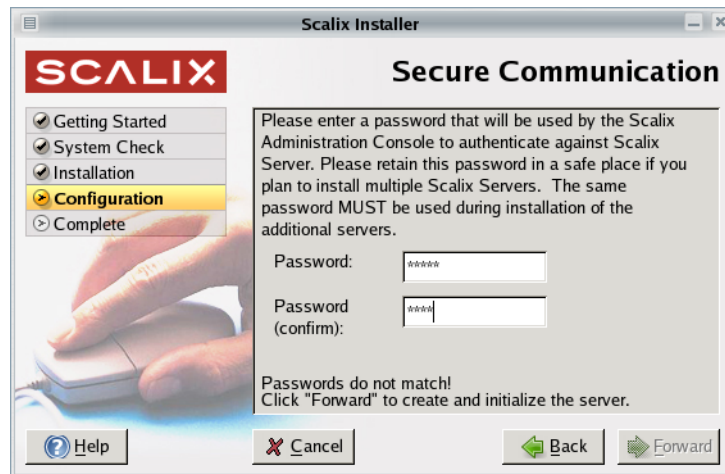 Scalix Installer
SCALIX
Secure Communication
Getting Started
System Check
Installation
Configuration
Complete
Please enter a password that will be used by the Scalix
Administration Console to authenticate against Scalix
Server. Please retain this password in a safe place if you
plan to install multiple Scalix Servers. The same
password MUST be used during installation of the
additional servers.
Password: *****
Password
(confirm): ****
Passwords do not match!
Click "Forward" to create and initialize the server.
Help
Cancel
Back
Forward